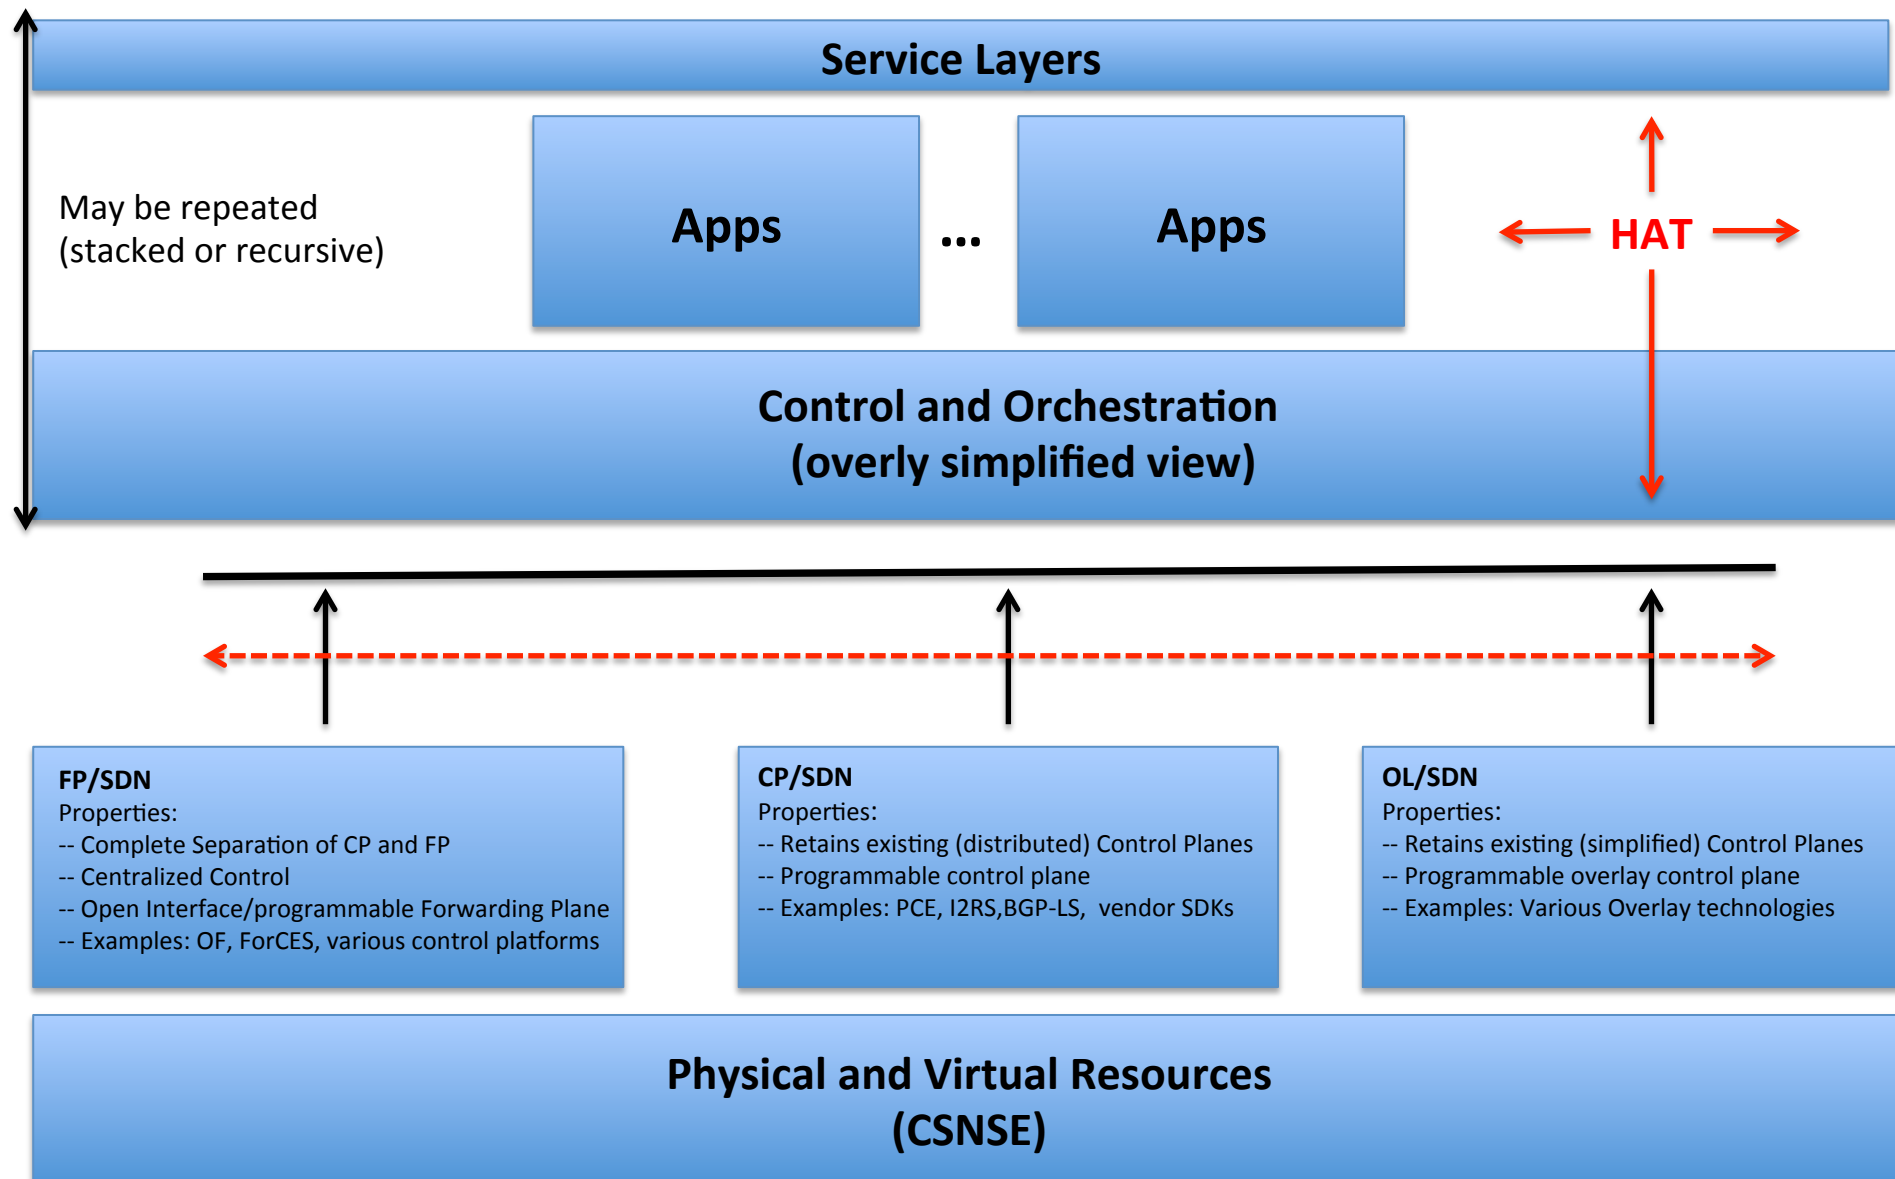 Service Layers
May be repeated
(stacked or recursive)
Apps
...
Apps
HAT
Control and Orchestration
(overly simplified view)
FP/SDN
Properties:
-- Complete Separation of CP and FP
-- Centralized Control
-- Open Interface/programmable Forwarding Plane
-- Examples: OF, ForCES, various control platforms
CP/SDN
Properties:
-- Retains existing (distributed) Control Planes
-- Programmable control plane
-- Examples: PCE, I2RS,BGP-LS,  vendor SDKs
OL/SDN
Properties:
-- Retains existing (simplified) Control Planes
-- Programmable overlay control plane
-- Examples: Various Overlay technologies
Physical and Virtual Resources
(CSNSE)